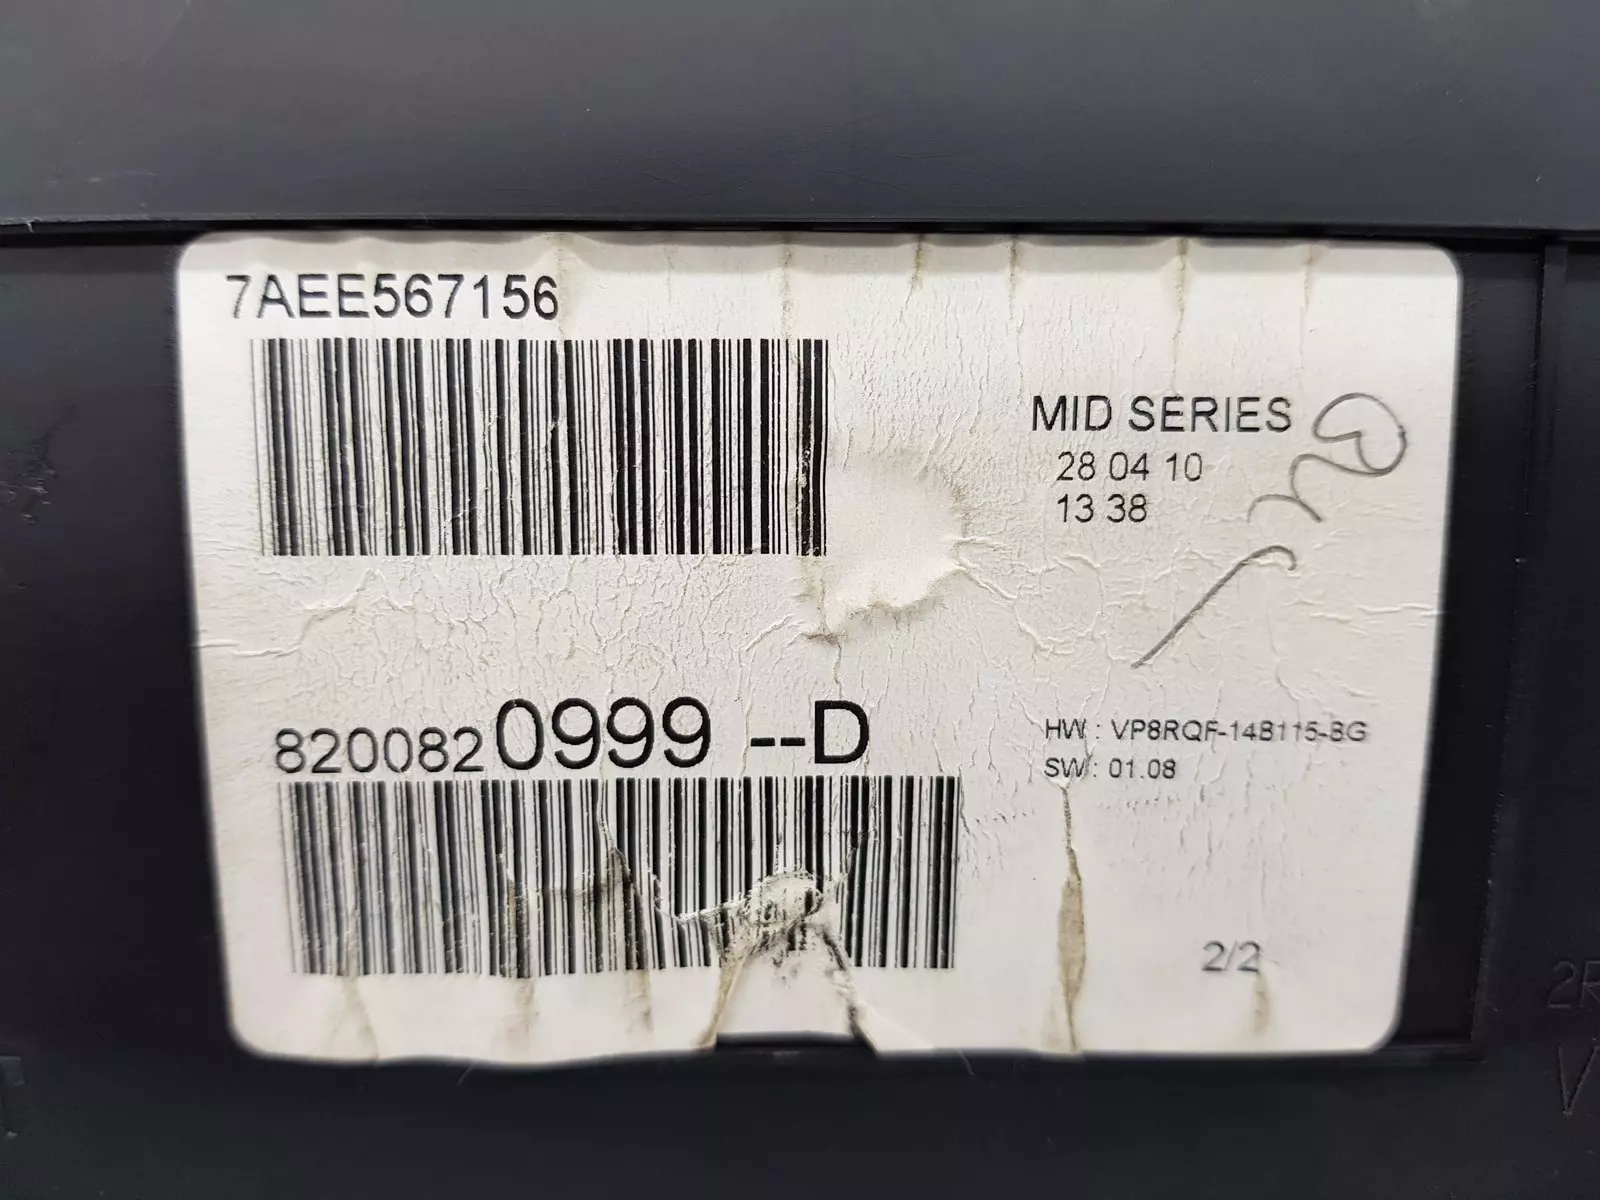 7AEE567156
MID SERIES
28 04 10
13 38
8200820999 --D
HW : VP8RQF-14B115-BG
SW : 01.08
2/2